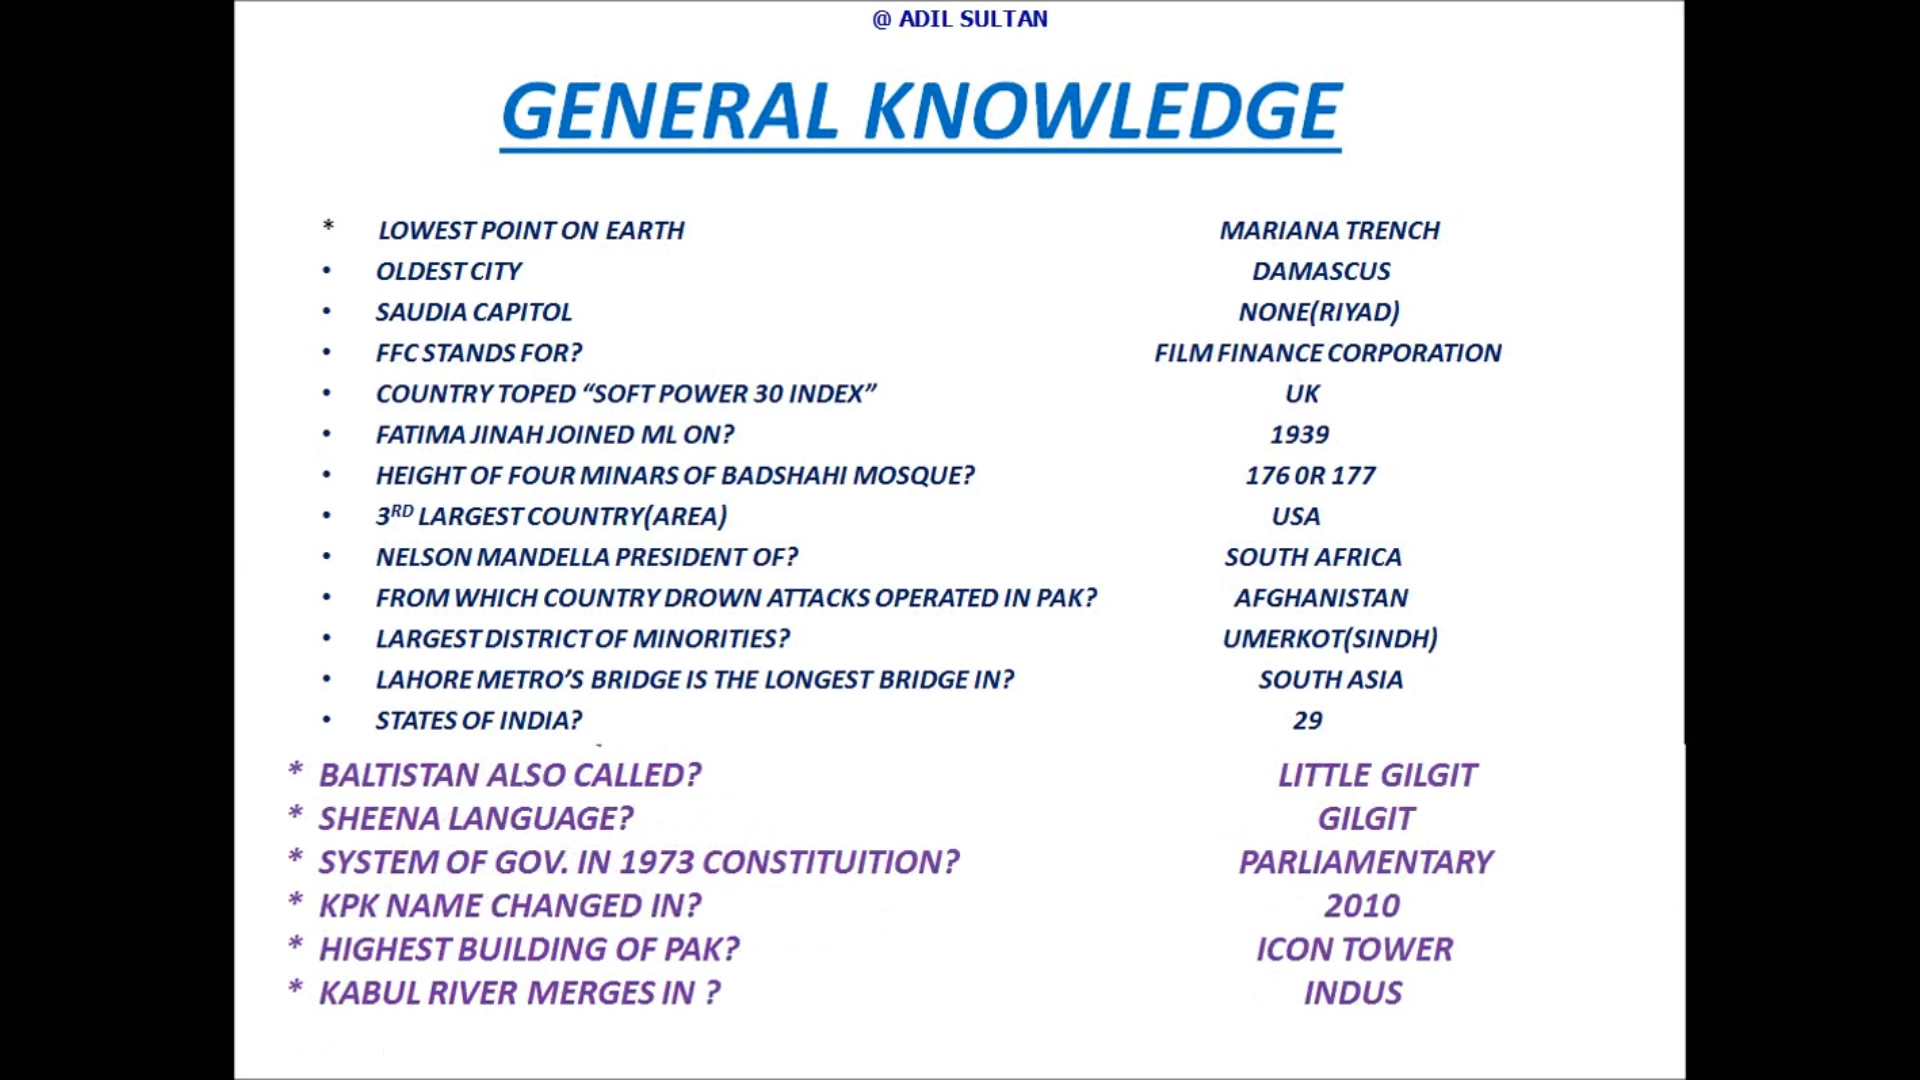 @ ADIL SULTAN
GENERAL KNOWLEDGE
* LOWEST POINT ON EARTH MARIANA TRENCH
• OLDEST CITY DAMASCUS
• SAUDIA CAPITOL NONE(RIYAD)
• FFC STANDS FOR? FILM FINANCE CORPORATION
• COUNTRY TOPED “SOFT POWER 30 INDEX” UK
• FATIMA JINAH JOINED ML ON? 1939
• HEIGHT OF FOUR MINARS OF BADSHAHI MOSQUE? 176 0R 177
• 3RD LARGEST COUNTRY(AREA) USA
• NELSON MANDELLA PRESIDENT OF? SOUTH AFRICA
• FROM WHICH COUNTRY DROWN ATTACKS OPERATED IN PAK? AFGHANISTAN
• LARGEST DISTRICT OF MINORITIES? UMERKOT(SINDH)
• LAHORE METRO’S BRIDGE IS THE LONGEST BRIDGE IN? SOUTH ASIA
• STATES OF INDIA? 29
* BALTISTAN ALSO CALLED? LITTLE GILGIT
* SHEENA LANGUAGE? GILGIT
* SYSTEM OF GOV. IN 1973 CONSTITUITION? PARLIAMENTARY
* KPK NAME CHANGED IN? 2010
* HIGHEST BUILDING OF PAK? ICON TOWER
* KABUL RIVER MERGES IN ? INDUS